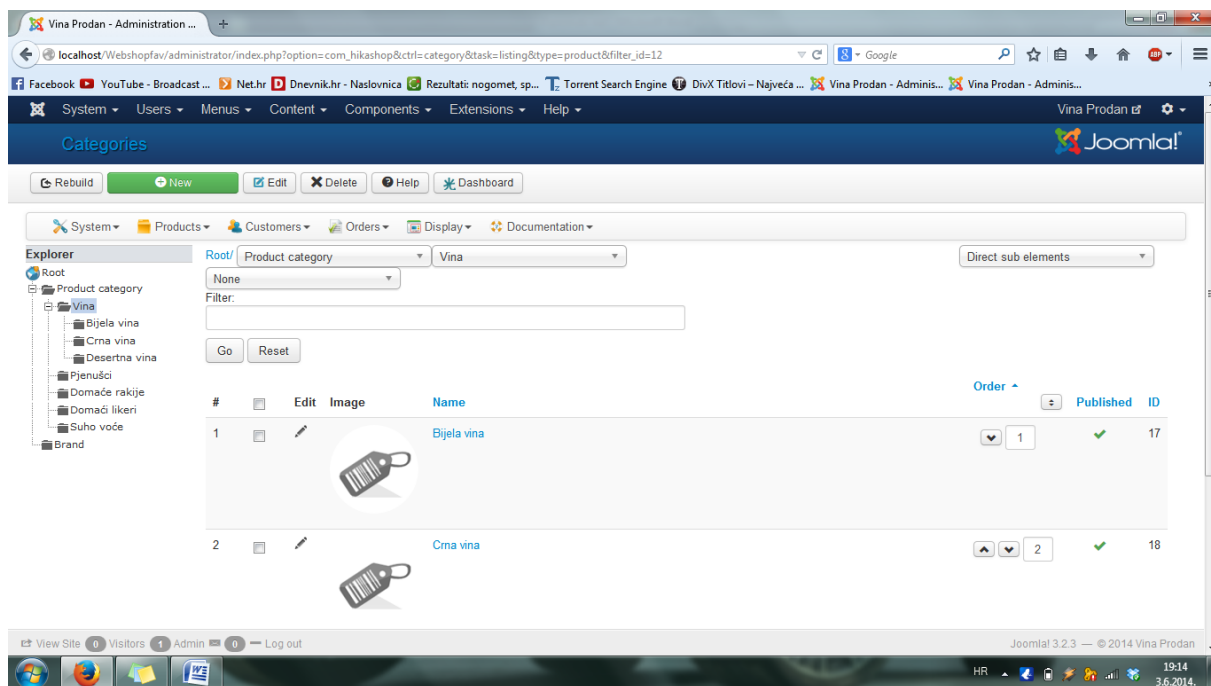 Vina Prodan - Administration ...
localhost/Webshopfav/administrator/index.php?option=com_hikashop&ctrl=category&task=listing&type=product&filter_id=12
Google
Facebook YouTube - Broadcast ... Net.hr Dnevnik.hr - Naslovnica Rezultati: nogomet, sp... Torrent Search Engine DivX Titlovi – Najveća ... Vina Prodan - Adminis... Vina Prodan - Adminis...
System Users Menus Content Components Extensions Help Vina Prodan
Categories Joomla!
Rebuild New Edit Delete Help Dashboard
System Products Customers Orders Display Documentation
Explorer
Root
Product category
Vina
Bijela vina
Crna vina
Desertna vina
Pjenušci
Domaće rakije
Domaći likeri
Suho voće
Brand
Root/ Product category Vina Direct sub elements
None
Filter:
Go Reset
# Edit Image Name Order Published ID
1 Bijela vina 1 17
2 Crna vina 2 18
View Site 0 Visitors 1 Admin 0 Log out Joomla! 3.2.3 — © 2014 Vina Prodan
HR 19:14
3.6.2014.